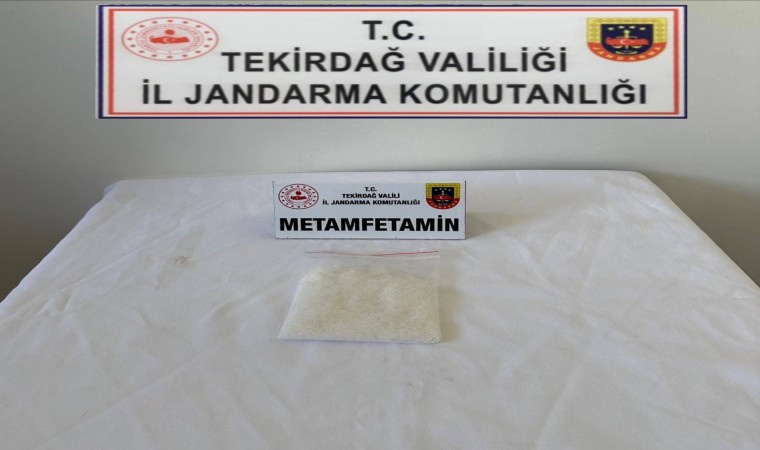 T.C.
TEKİRDAĞ VALİLİĞİ
İL JANDARMA KOMUTANLIĞI
T.C.
TEKİRDAĞ VALİLİ
İL JANDARMA KOMUTANLIĞI
METAMFETAMİN